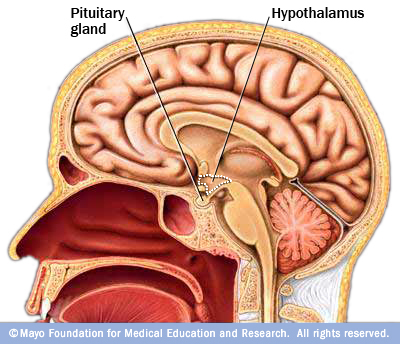 Pituitary
gland
Hypothalamus
© Mayo Foundation for Medical Education and Research. All rights reserved.